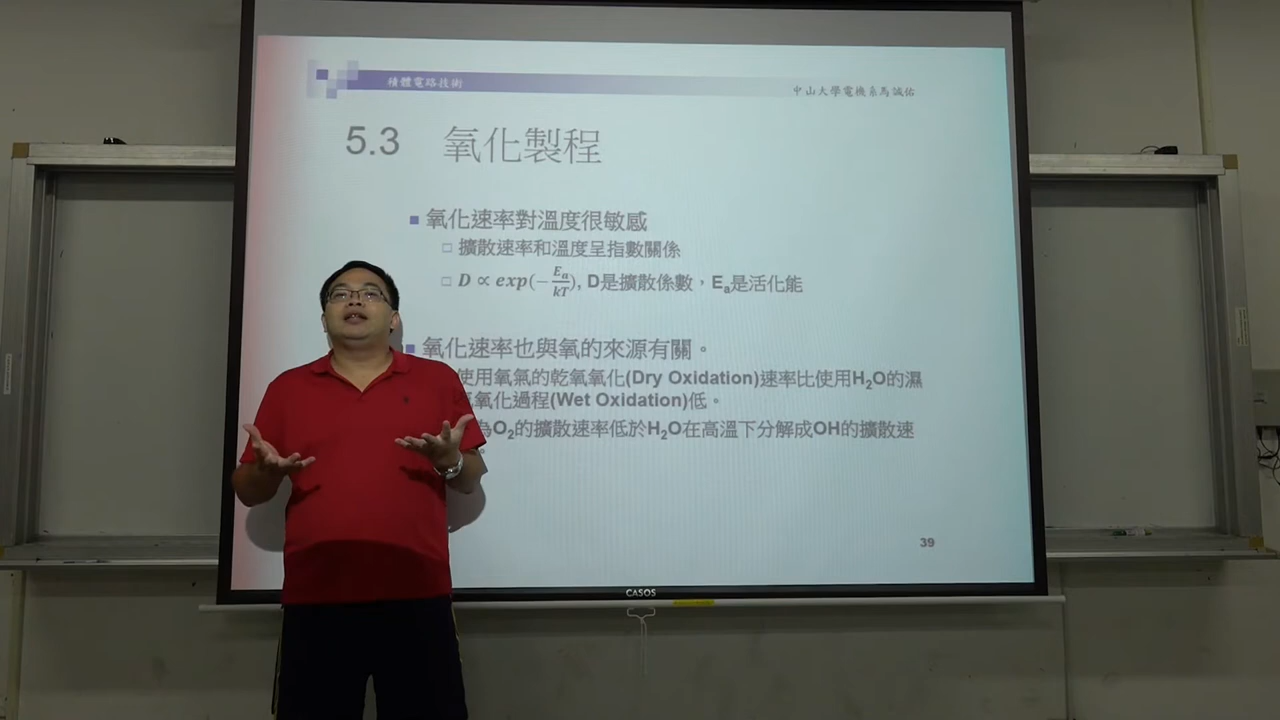 積體電路技術
中山大學電機系馬誠佑
5.3 氧化製程
氧化速率對溫度很敏感
擴散速率和溫度呈指數關係
D ∝ exp(−Ea/kT), D是擴散係數，Ea是活化能
氧化速率也與氧的來源有關。
使用氧氣的乾氧氧化(Dry Oxidation)速率比使用H2O的濕
氧化過程(Wet Oxidation)低。
為O2的擴散速率低於H2O在高溫下分解成OH的擴散速
39
CASOS